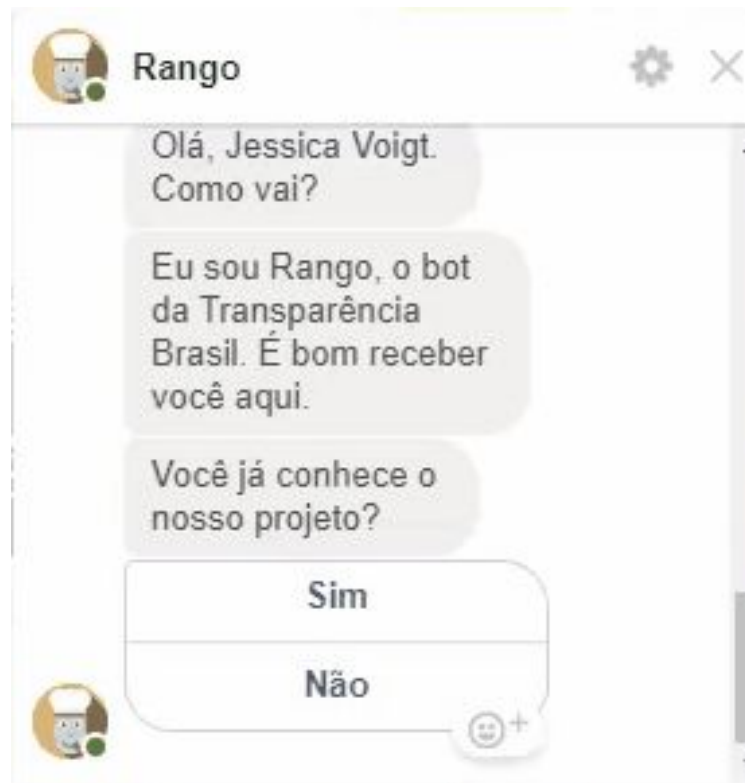 Rango
Olá, Jessica Voigt.
Como vai?
Eu sou Rango, o bot
da Transparência
Brasil. É bom receber
você aqui.
Você já conhece o
nosso projeto?
Sim
Não